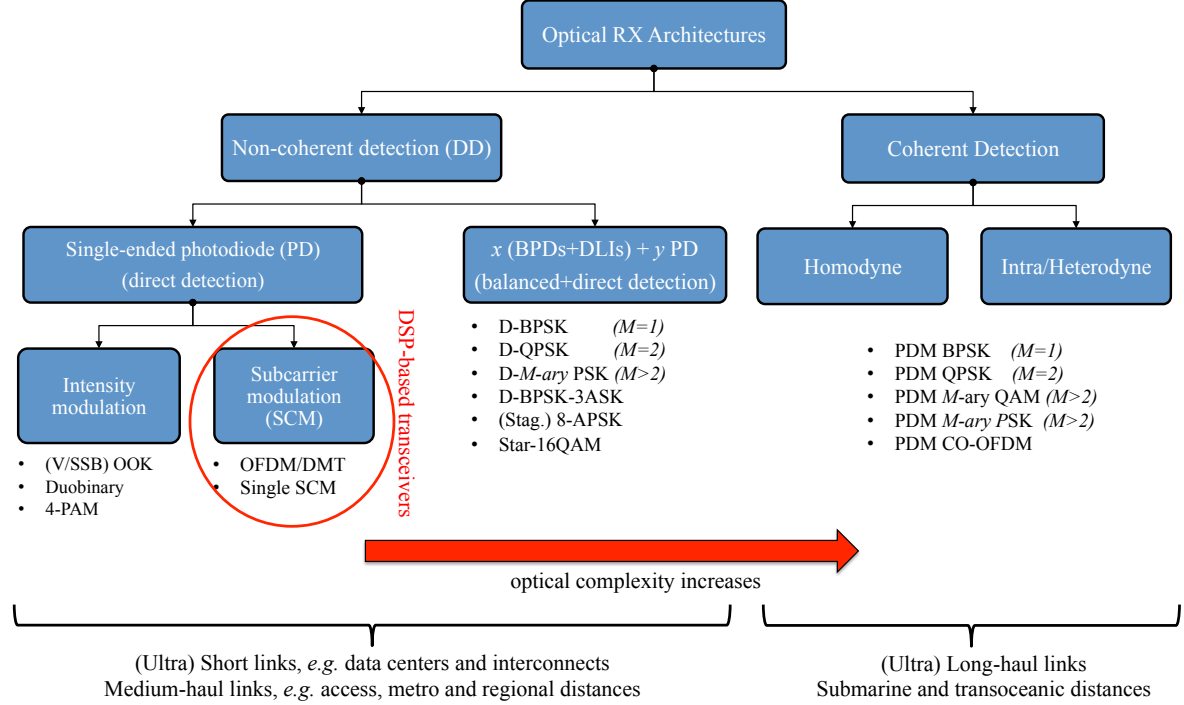 Optical RX Architectures
Non-coherent detection (DD)
Coherent Detection
Single-ended photodiode (PD)
(direct detection)
x (BPDs+DLIs) + y PD
(balanced+direct detection)
Homodyne
Intra/Heterodyne
Intensity
modulation
Subcarrier
modulation
(SCM)
DSP-based transceivers
• (V/SSB) OOK
• Duobinary
• 4-PAM
• OFDM/DMT
• Single SCM
• D-BPSK (M=1)
• D-QPSK (M=2)
• D-M-ary PSK (M>2)
• D-BPSK-3ASK
• (Stag.) 8-APSK
• Star-16QAM
• PDM BPSK (M=1)
• PDM QPSK (M=2)
• PDM M-ary QAM (M>2)
• PDM M-ary PSK (M>2)
• PDM CO-OFDM
optical complexity increases
(Ultra) Short links, e.g. data centers and interconnects
Medium-haul links, e.g. access, metro and regional distances
(Ultra) Long-haul links
Submarine and transoceanic distances